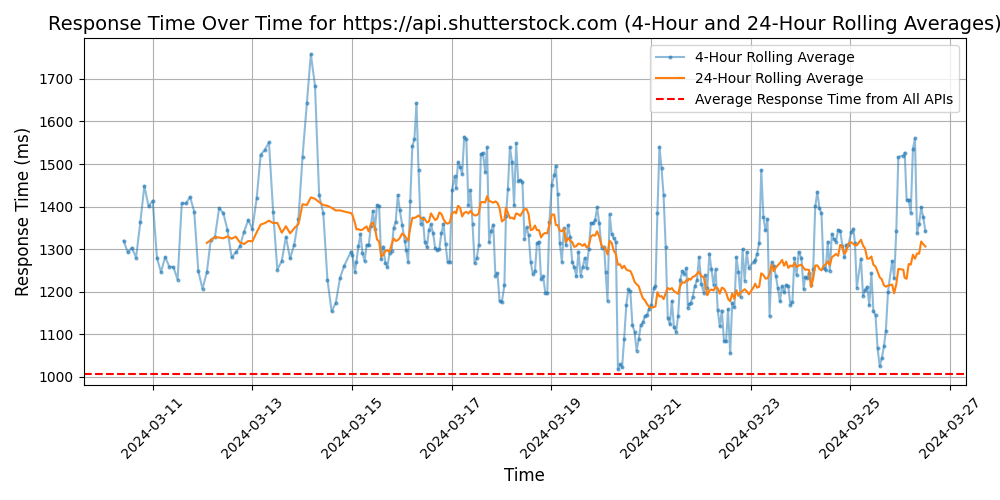 Response Time Over Time for https://api.shutterstock.com (4-Hour and 24-Hour Rolling Averages)
4-Hour Rolling Average
24-Hour Rolling Average
Average Response Time from All APIs
Response Time (ms)
1700
1600
1500
1400
1300
1200
1100
1000
2024-03-11
2024-03-13
2024-03-15
2024-03-17
2024-03-19
2024-03-21
2024-03-23
2024-03-25
2024-03-27
Time